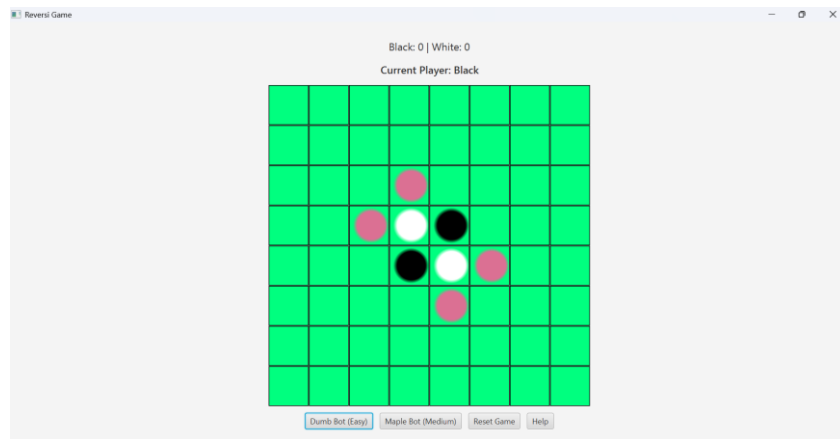 Reversi Game
Black: 0 | White: 0
Current Player: Black
Dumb Bot (Easy) Maple Bot (Medium) Reset Game Help